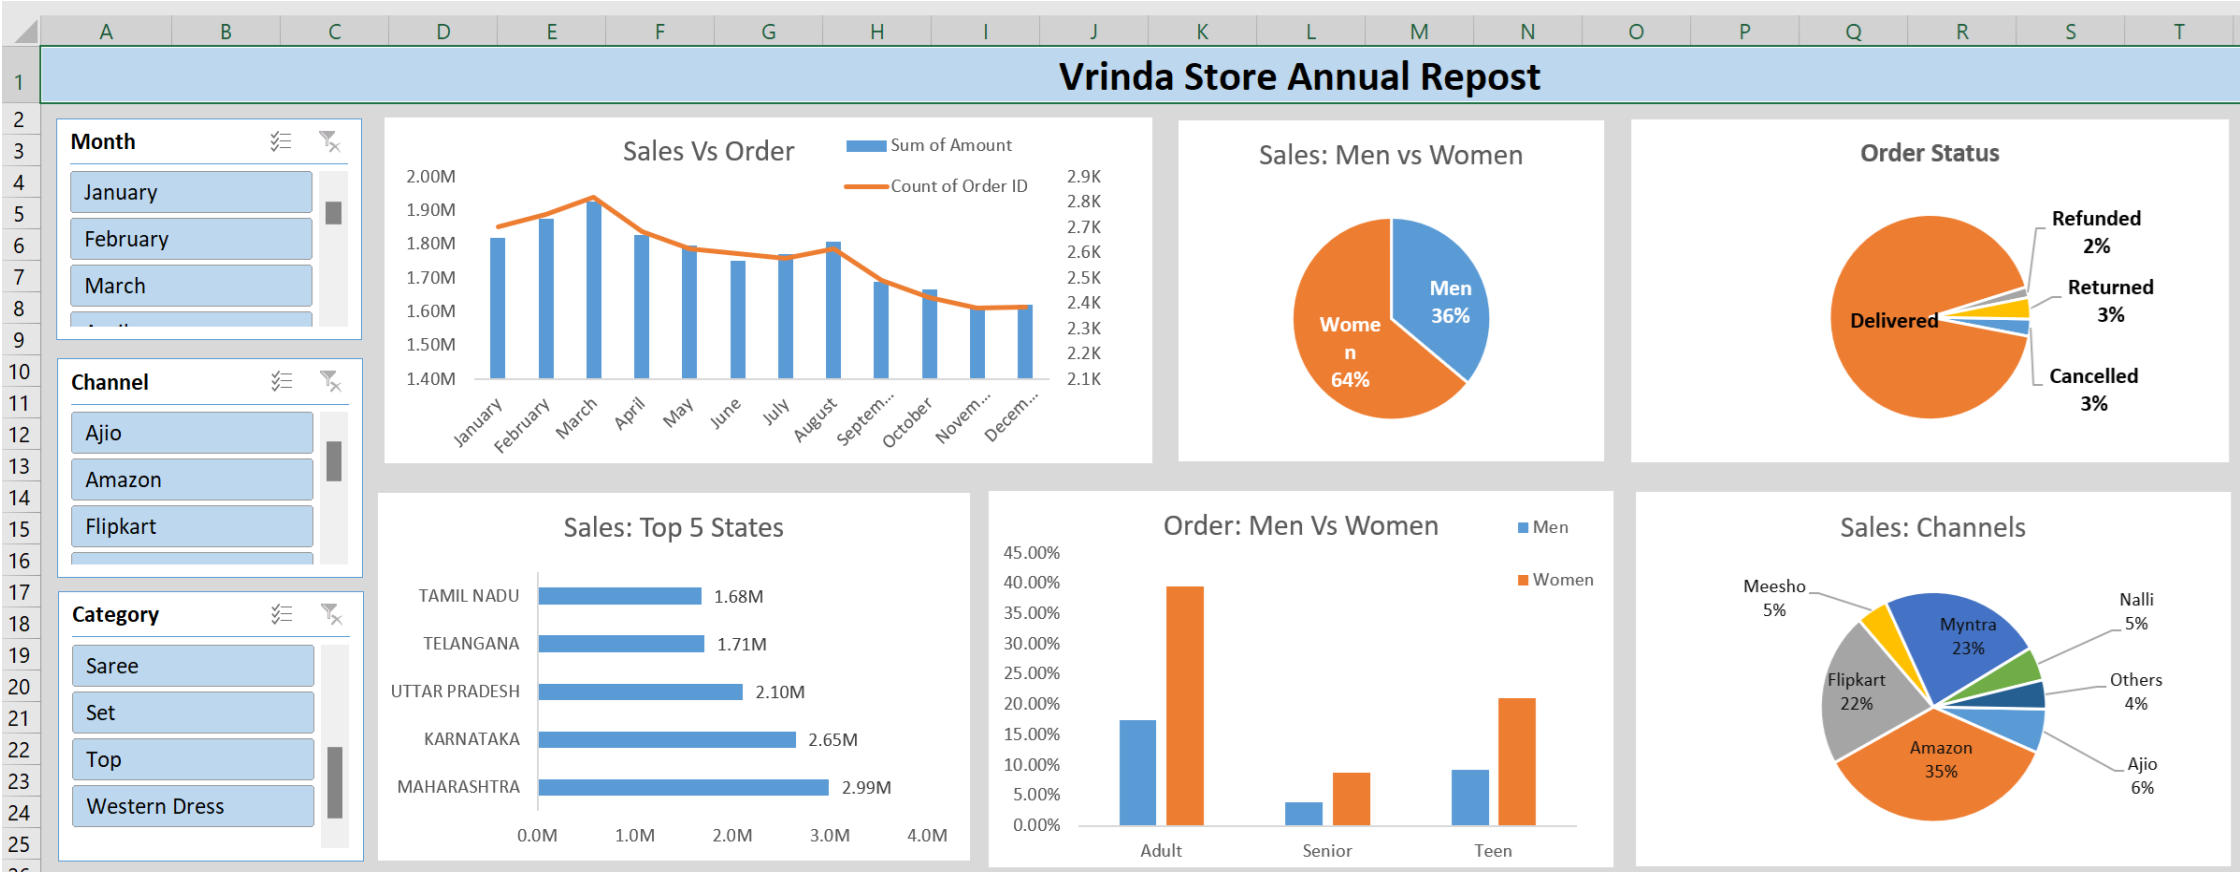 A B C D E F G H I J K L M N O P Q R S T
1
2
3
4
5
6
7
8
9
10
11
12
13
14
15
16
17
18
19
20
21
22
23
24
25
Vrinda Store Annual Repost
Month
January
February
March
Channel
Ajio
Amazon
Flipkart
Category
Saree
Set
Top
Western Dress
Sales Vs Order
Sum of Amount
Count of Order ID
2.00M
1.90M
1.80M
1.70M
1.60M
1.50M
1.40M
2.9K
2.8K
2.7K
2.6K
2.5K
2.4K
2.3K
2.2K
2.1K
January
February
March
April
May
June
July
August
Septem...
October
Novem...
Decem...
Sales: Men vs Women
Men
36%
Wome
n
64%
Order Status
Refunded
2%
Returned
3%
Delivered
Cancelled
3%
Sales: Top 5 States
TAMIL NADU 1.68M
TELANGANA 1.71M
UTTAR PRADESH 2.10M
KARNATAKA 2.65M
MAHARASHTRA 2.99M
0.0M 1.0M 2.0M 3.0M 4.0M
Order: Men Vs Women
Men
Women
45.00%
40.00%
35.00%
30.00%
25.00%
20.00%
15.00%
10.00%
5.00%
0.00%
Adult Senior Teen
Sales: Channels
Meesho
5%
Myntra
23%
Nalli
5%
Others
4%
Flipkart
22%
Amazon
35%
Ajio
6%